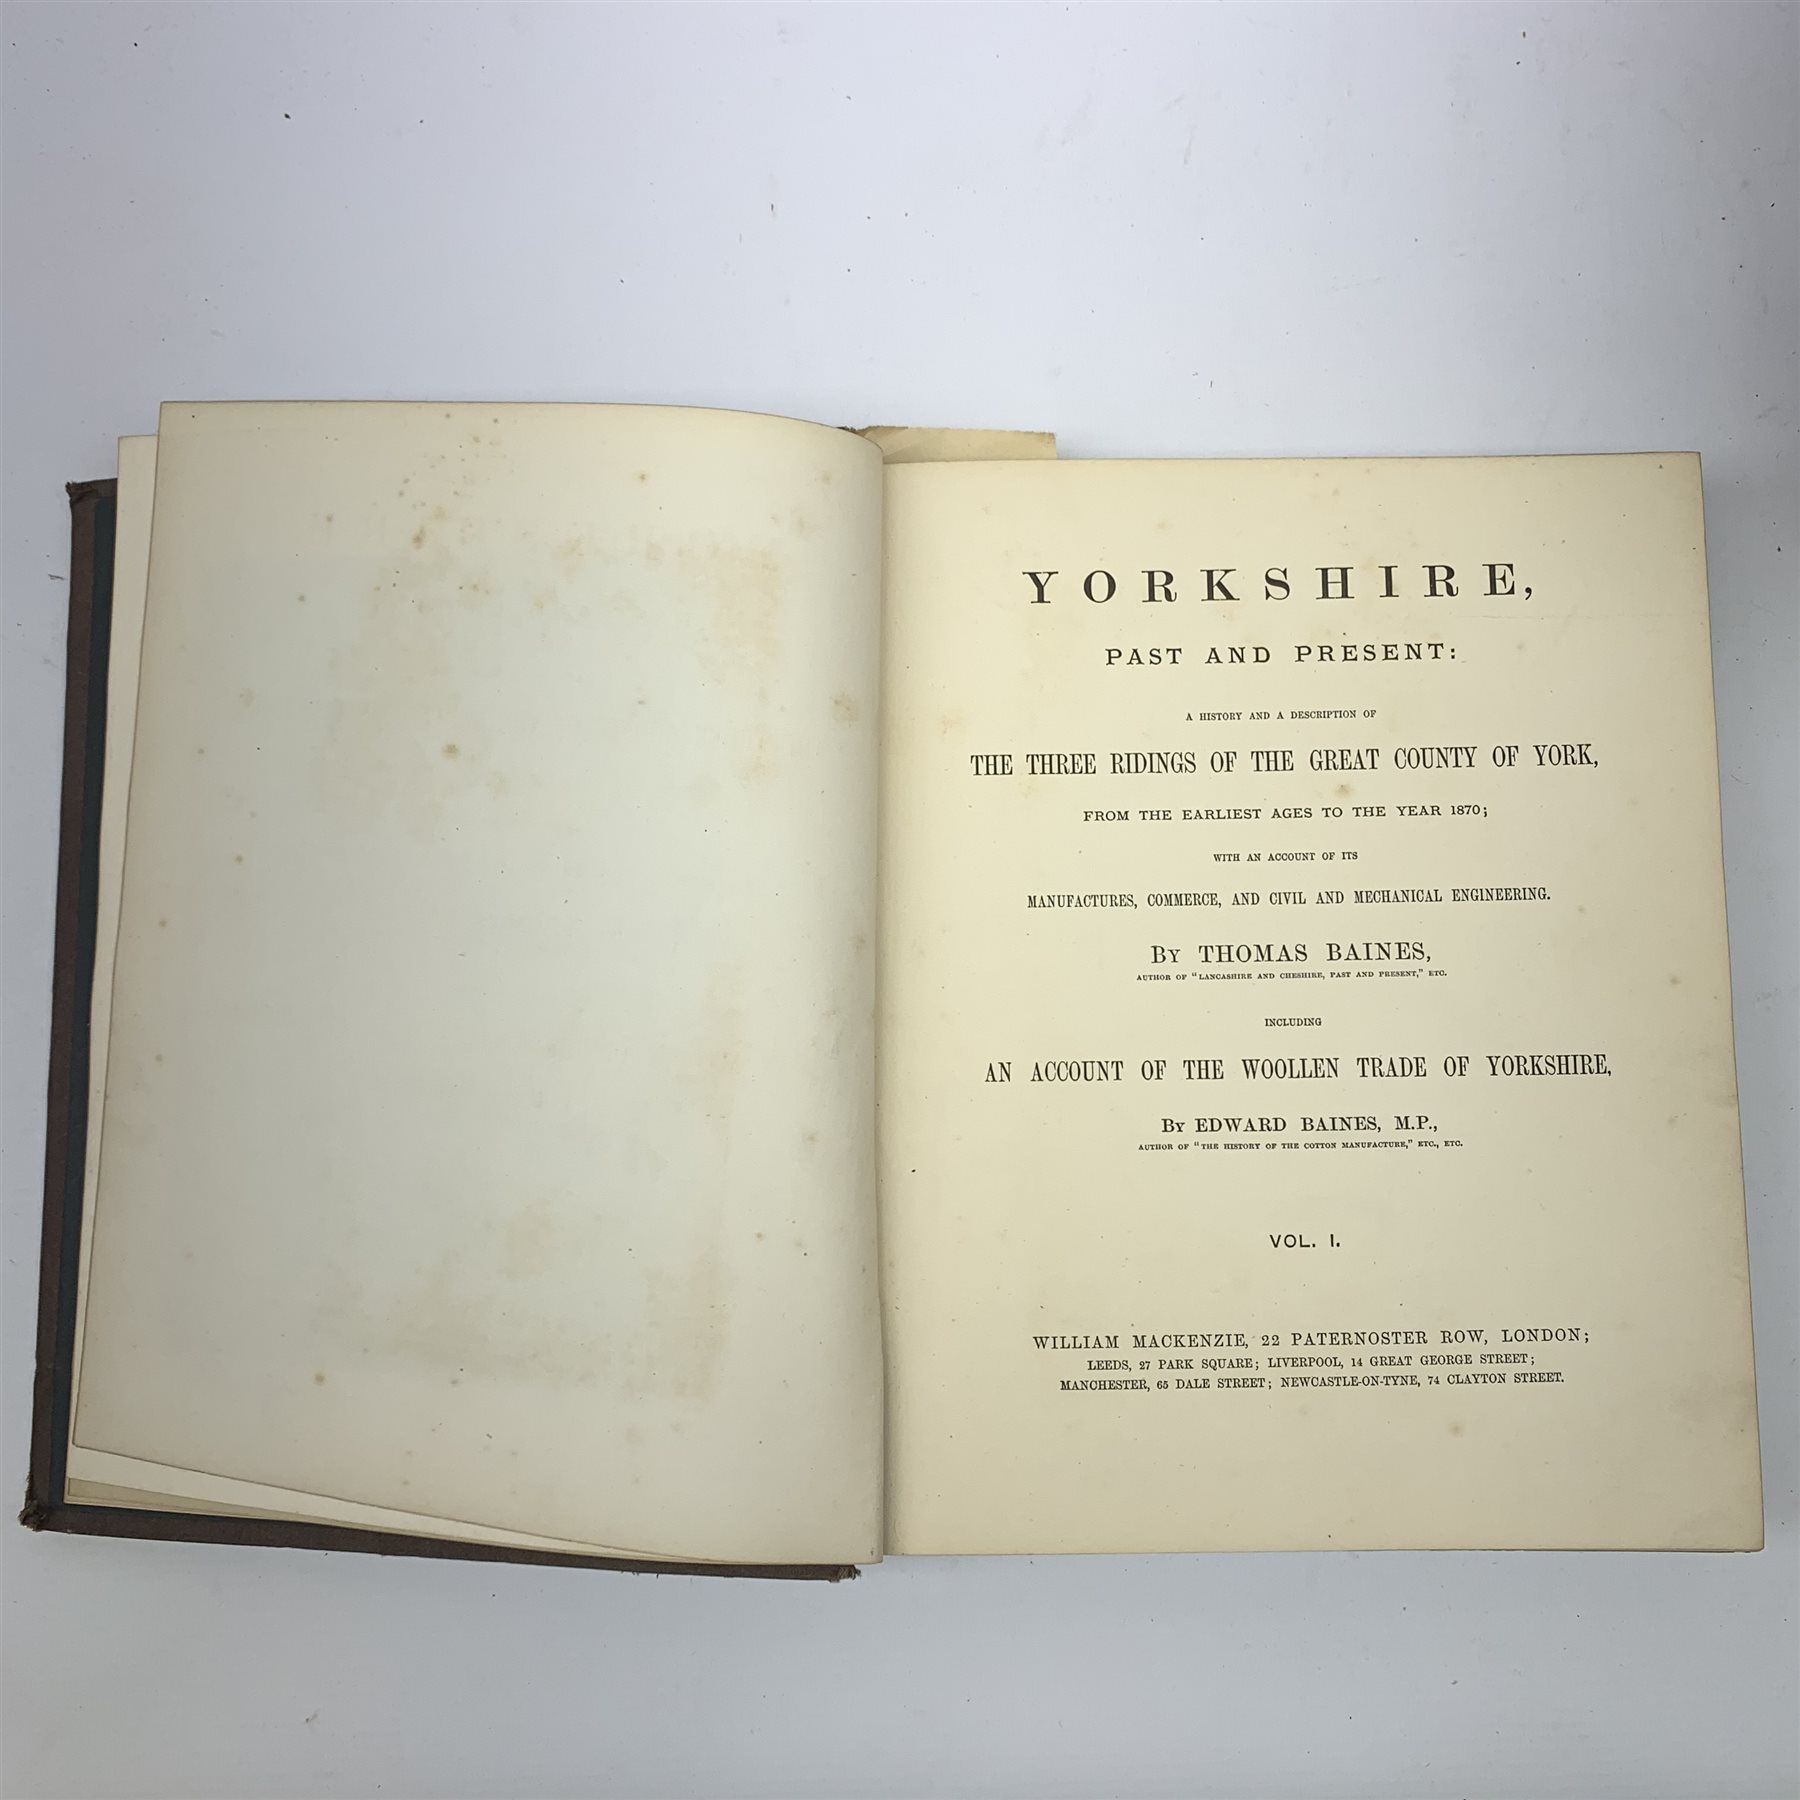 YORKSHIRE,
PAST AND PRESENT:
A HISTORY AND A DESCRIPTION OF
THE THREE RIDINGS OF THE GREAT COUNTY OF YORK,
FROM THE EARLIEST AGES TO THE YEAR 1870;
WITH AN ACCOUNT OF ITS
MANUFACTURES, COMMERCE, AND CIVIL AND MECHANICAL ENGINEERING.
BY THOMAS BAINES,
AUTHOR OF "LANCASHIRE AND CHESHIRE, PAST AND PRESENT," ETC.
INCLUDING
AN ACCOUNT OF THE WOOLLEN TRADE OF YORKSHIRE,
BY EDWARD BAINES, M.P.,
AUTHOR OF "THE HISTORY OF THE COTTON MANUFACTURE," ETC., ETC.
VOL. I.
WILLIAM MACKENZIE, 22 PATERNOSTER ROW, LONDON;
LEEDS, 27 PARK SQUARE; LIVERPOOL, 14 GREAT GEORGE STREET;
MANCHESTER, 65 DALE STREET; NEWCASTLE-ON-TYNE, 74 CLAYTON STREET.